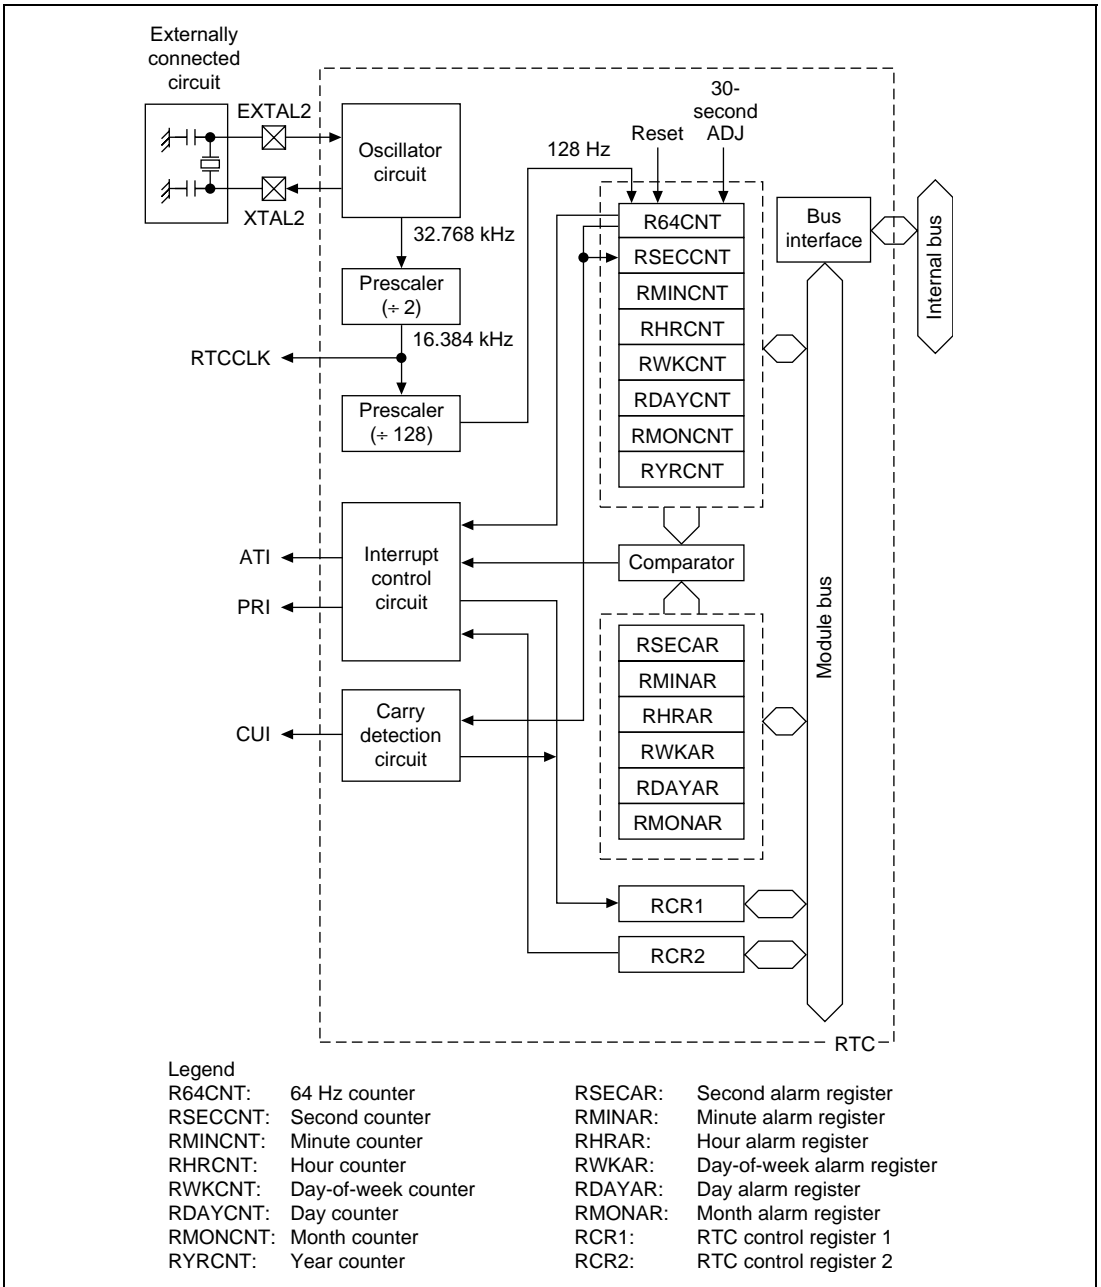 Externally
connected
circuit
EXTAL2
XTAL2
Oscillator
circuit
32.768 kHz
Prescaler
(÷ 2)
16.384 kHz
RTCCLK
Prescaler
(÷ 128)
128 Hz
Reset
30-
second
ADJ
R64CNT
RSECCNT
RMINCNT
RHRCNT
RWKCNT
RDAYCNT
RMONCNT
RYRCNT
Bus
interface
Internal bus
Module bus
Comparator
ATI
PRI
Interrupt
control
circuit
CUI
Carry
detection
circuit
RSECAR
RMINAR
RHRAR
RWKAR
RDAYAR
RMONAR
RCR1
RCR2
RTC
Legend
R64CNT: 64 Hz counter
RSECCNT: Second counter
RMINCNT: Minute counter
RHRCNT: Hour counter
RWKCNT: Day-of-week counter
RDAYCNT: Day counter
RMONCNT: Month counter
RYRCNT: Year counter
RSECAR: Second alarm register
RMINAR: Minute alarm register
RHRAR: Hour alarm register
RWKAR: Day-of-week alarm register
RDAYAR: Day alarm register
RMONAR: Month alarm register
RCR1: RTC control register 1
RCR2: RTC control register 2